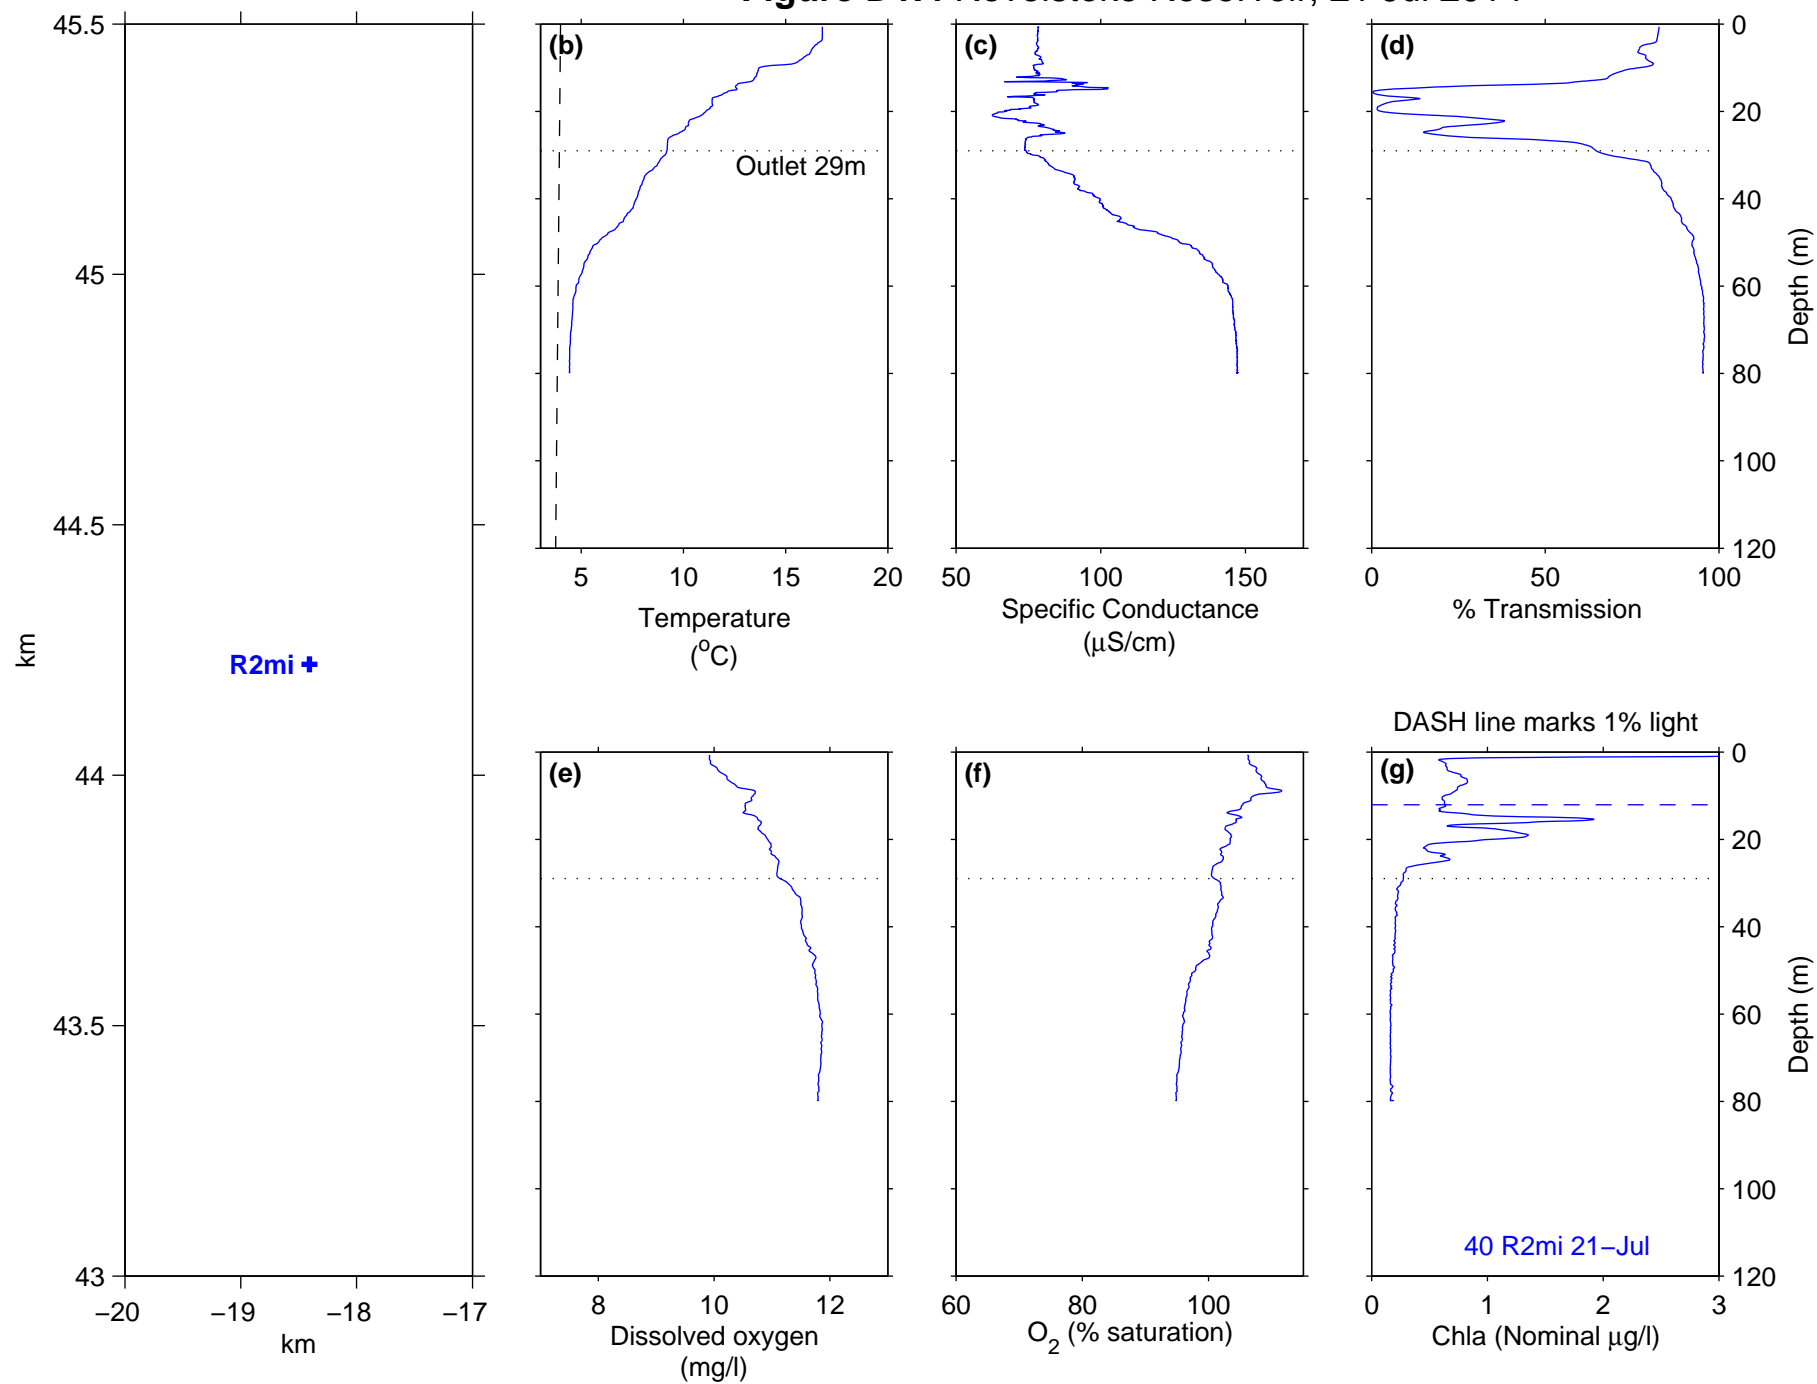 45.5
45
44.5
44
43.5
43
km
−20
−19
−18
−17
km
R2mi
(b)
Outlet 29m
5
10
15
20
Temperature
(°C)
(c)
50
100
150
Specific Conductance
(μS/cm)
(d)
0
50
100
% Transmission
0
20
40
60
80
100
120
Depth (m)
(e)
8
10
12
Dissolved oxygen
(mg/l)
(f)
60
80
100
O2 (% saturation)
DASH line marks 1% light
(g)
40 R2mi 21−Jul
0
1
2
3
Chla (Nominal μg/l)
0
20
40
60
80
100
120
Depth (m)